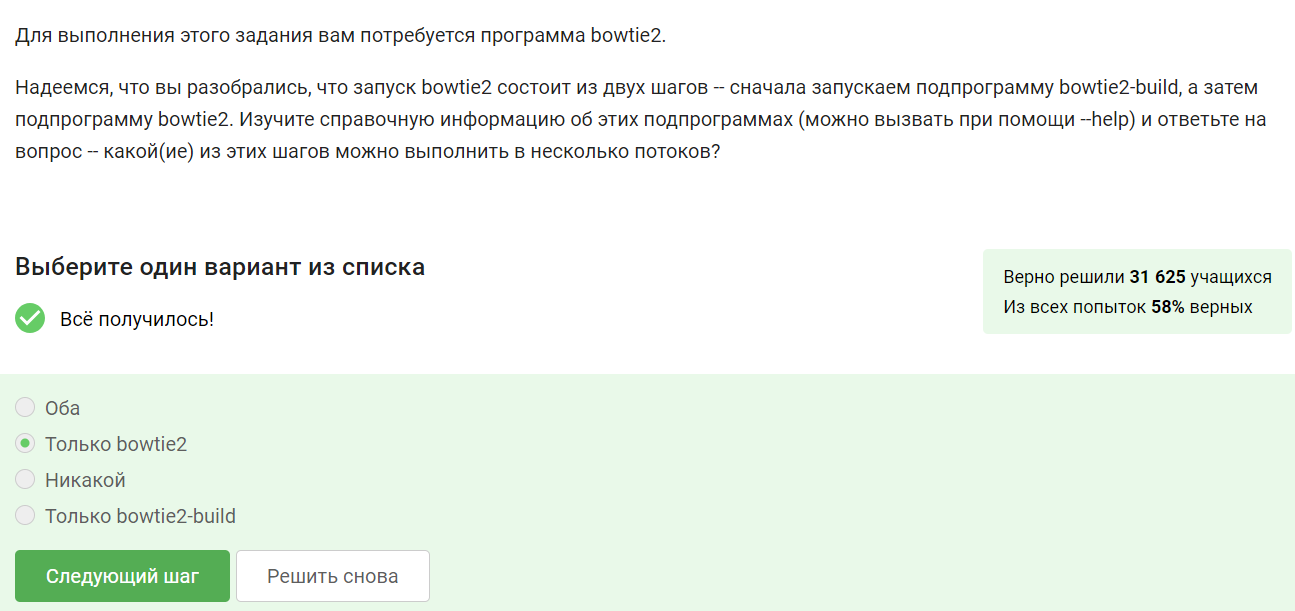 Для выполнения этого задания вам потребуется программа bowtie2.
Надеемся, что вы разобрались, что запуск bowtie2 состоит из двух шагов -- сначала запускаем подпрограмму bowtie2-build, а затем
подпрограмму bowtie2. Изучите справочную информацию об этих подпрограммах (можно вызвать при помощи --help) и ответьте на
вопрос -- какой(ие) из этих шагов можно выполнить в несколько потоков?
Выберите один вариант из списка
Верно решили 31 625 учащихся
Из всех попыток 58% верных
Всё получилось!
Оба
Только bowtie2
Никакой
Только bowtie2-build
Следующий шаг
Решить снова